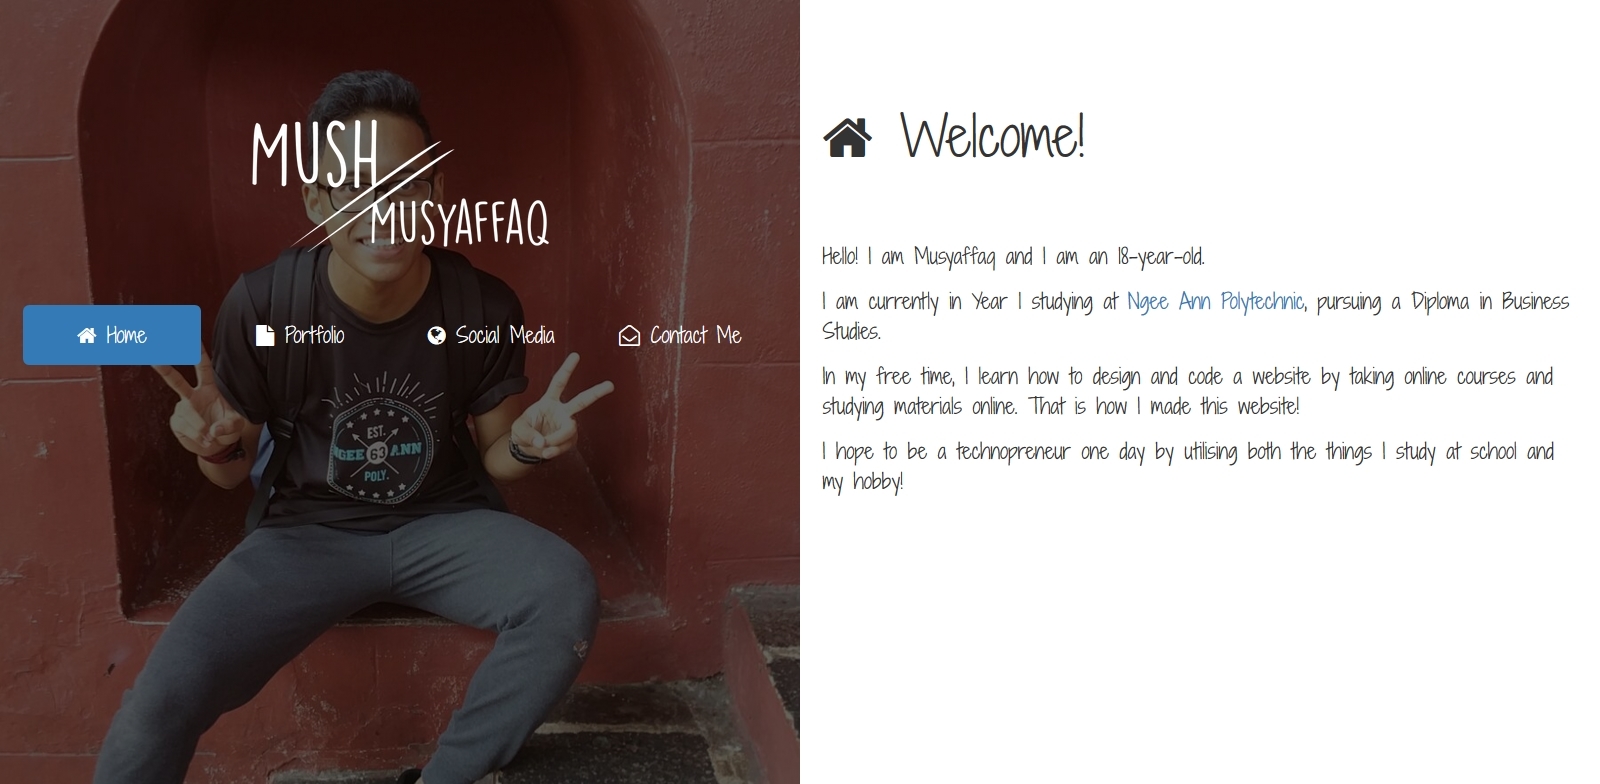 MUSH
MUSYAFFAQ
Home
Portfolio
Social Media
Contact Me
EST.
NGEE 63 ANN
POLY.
Welcome!
Hello! I am Musyaffaq and I am an 18-year-old.
I am currently in Year 1 studying at Ngee Ann Polytechnic, pursuing a Diploma in Business
Studies.
In my free time, I learn how to design and code a website by taking online courses and
studying materials online. That is how I made this website!
I hope to be a technopreneur one day by utilising both the things I study at school and
my hobby!